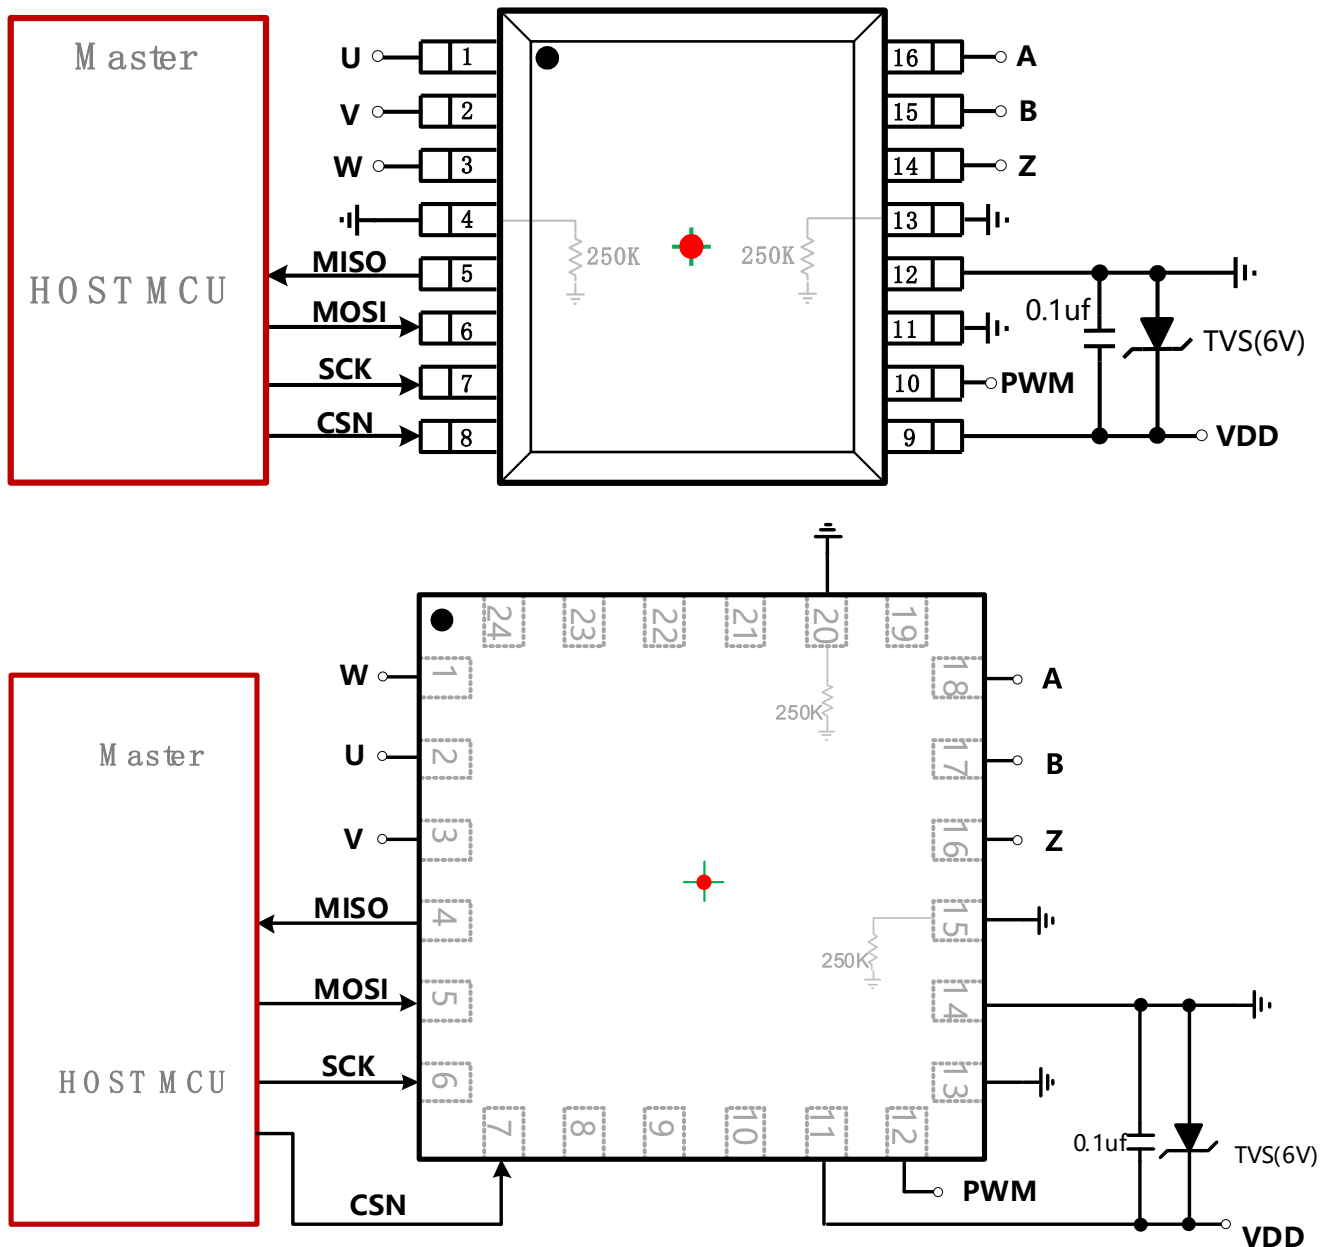 Master
HOST MCU
U 1
V 2
W 3
4
MISO 5
MOSI 6
SCK 7
CSN 8
250K
250K
16 A
15 B
14 Z
13
12
11
10 PWM
9 VDD
0.1uf
TVS(6V)
Master
HOST MCU
24 23 22 21 20 19
W 1
U 2
V 3
MISO 4
MOSI 5
SCK 6
CSN
7 8 9 10 11 12
250K
250K
18 A
17 B
16 Z
15
14
13
PWM
0.1uf
TVS(6V)
VDD